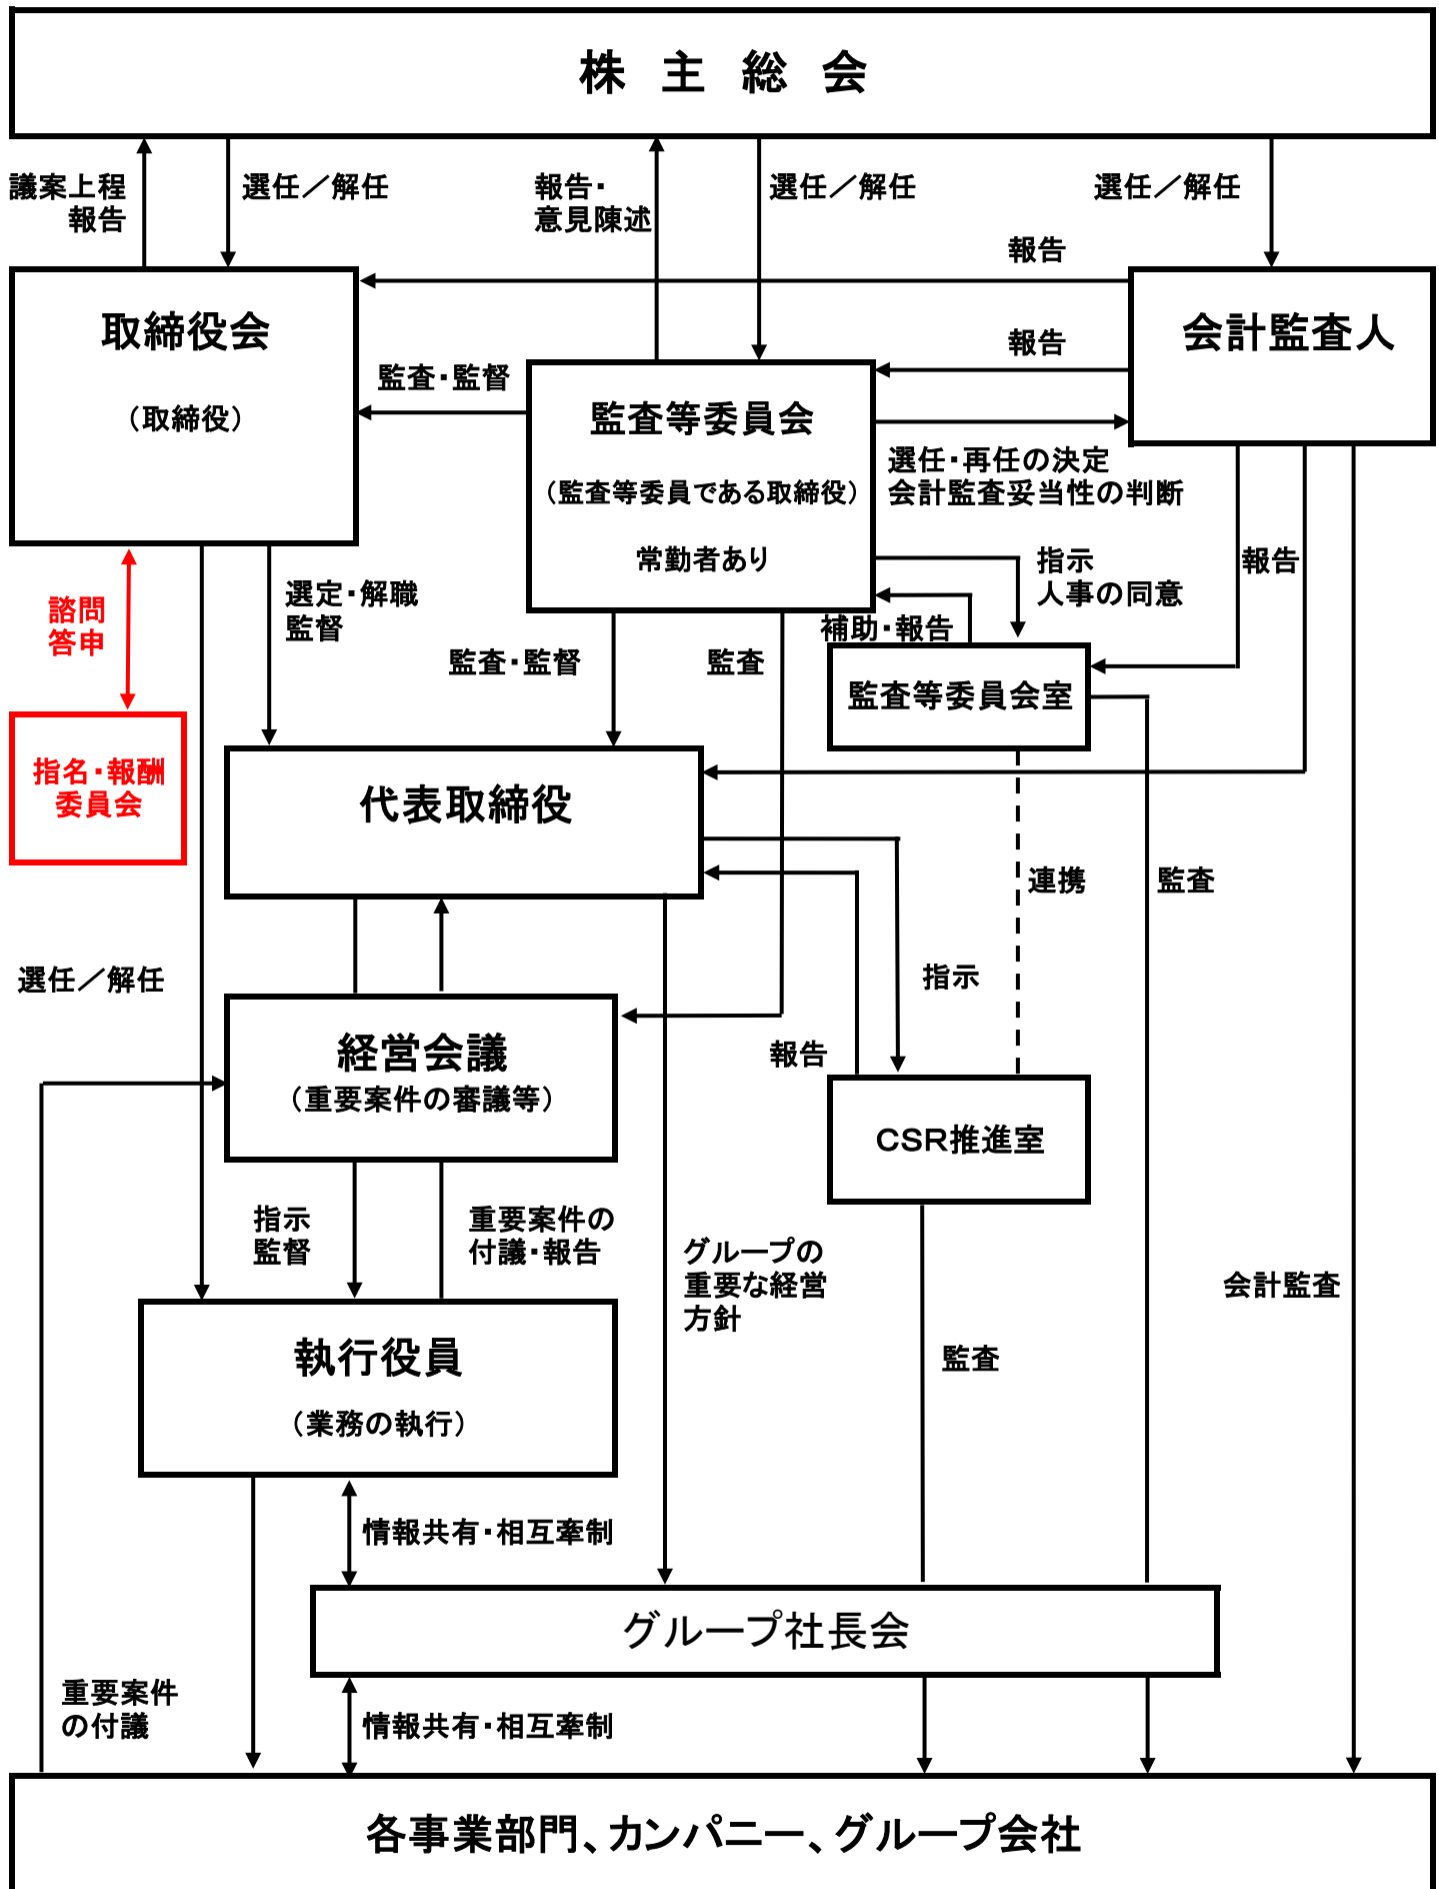 株 主 総 会
議案上程
報告
選任／解任
報告・
意見陳述
選任／解任
選任／解任
報告
取締役会
（取締役）
会計監査人
報告
監査・監督
監査等委員会
（監査等委員である取締役）
常勤者あり
選任・再任の決定
会計監査妥当性の判断
指示
人事の同意
報告
諮問
答申
選定・解職
監督
補助・報告
監査・監督
監査
監査等委員会室
指名・報酬
委員会
代表取締役
連携
監査
選任／解任
指示
経営会議
（重要案件の審議等）
報告
CSR推進室
指示
監督
重要案件の
付議・報告
グループの
重要な経営
方針
会計監査
執行役員
（業務の執行）
監査
情報共有・相互牽制
グループ社長会
重要案件
の付議
情報共有・相互牽制
各事業部門、カンパニー、グループ会社